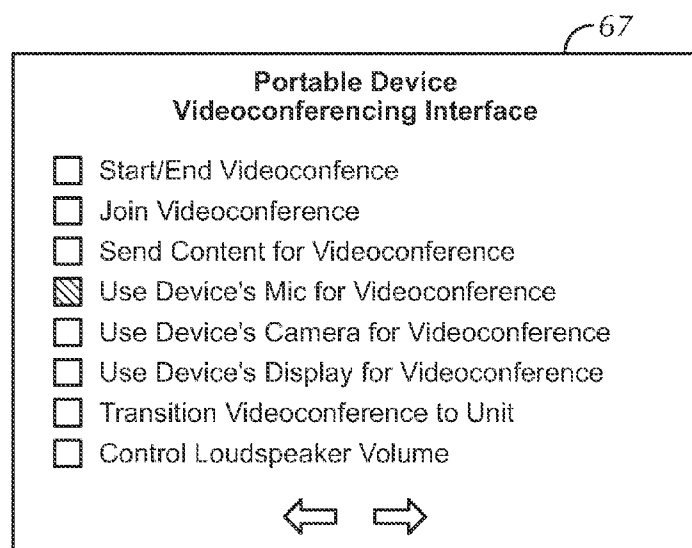 67
Portable Device
Videoconferencing Interface
Start/End Videoconfence
Join Videoconference
Send Content for Videoconference
Use Device's Mic for Videoconference
Use Device's Camera for Videoconference
Use Device's Display for Videoconference
Transition Videoconference to Unit
Control Loudspeaker Volume